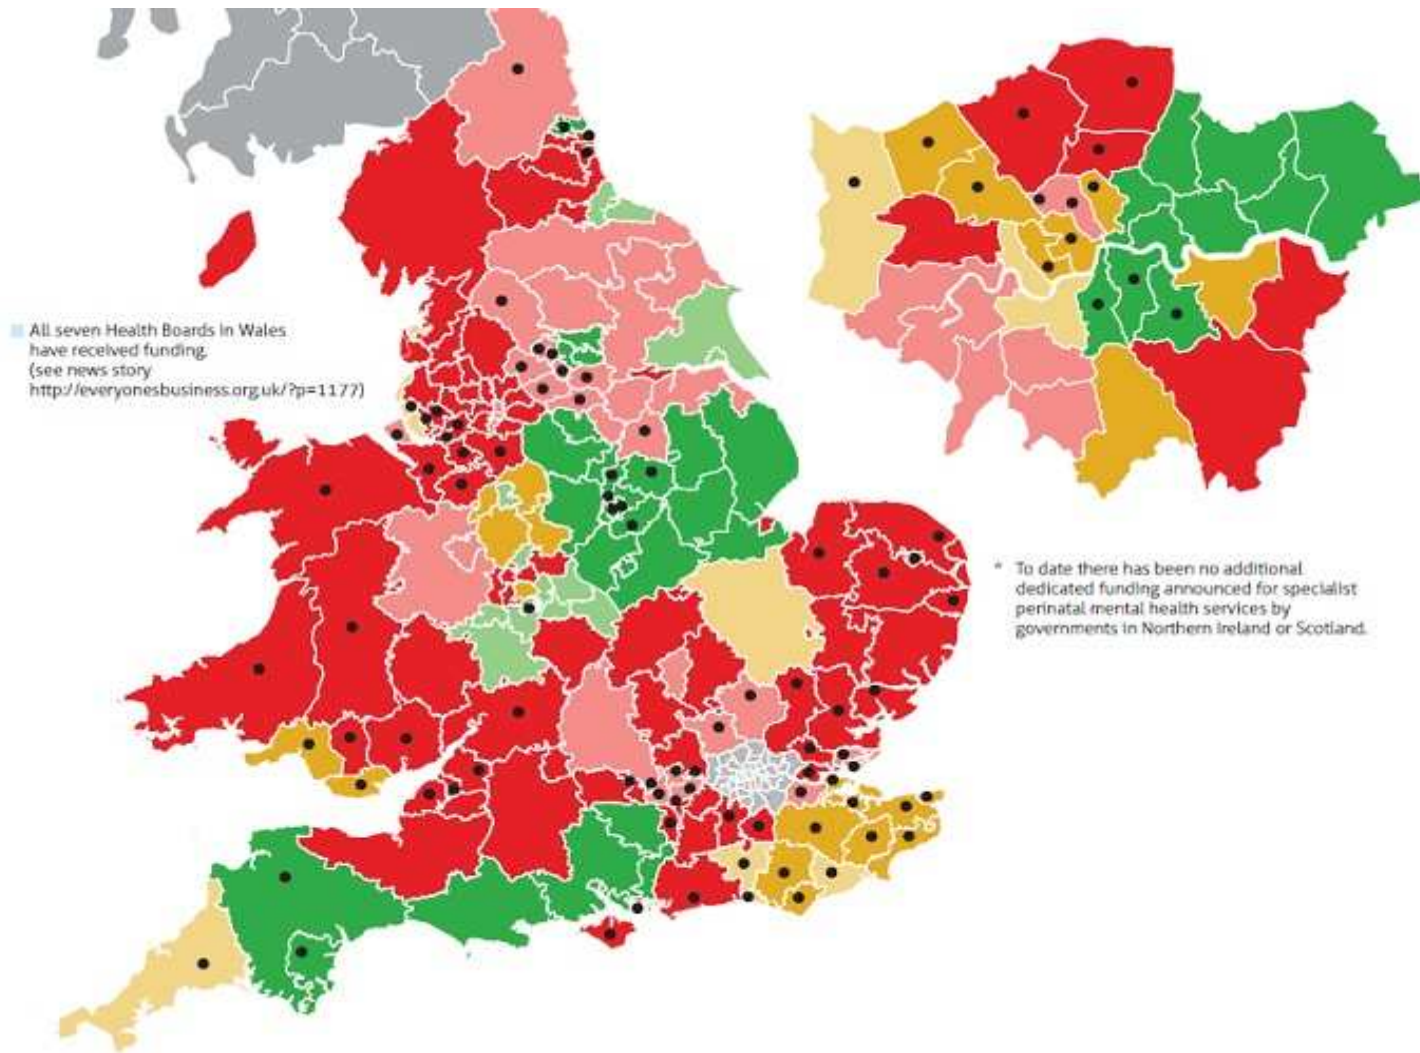 All seven Health Boards in Wales
have received funding.
(see news story
http://everyonesbusiness.org.uk/?p=1177)
* To date there has been no additional
dedicated funding announced for specialist
perinatal mental health services by
governments in Northern Ireland or Scotland.